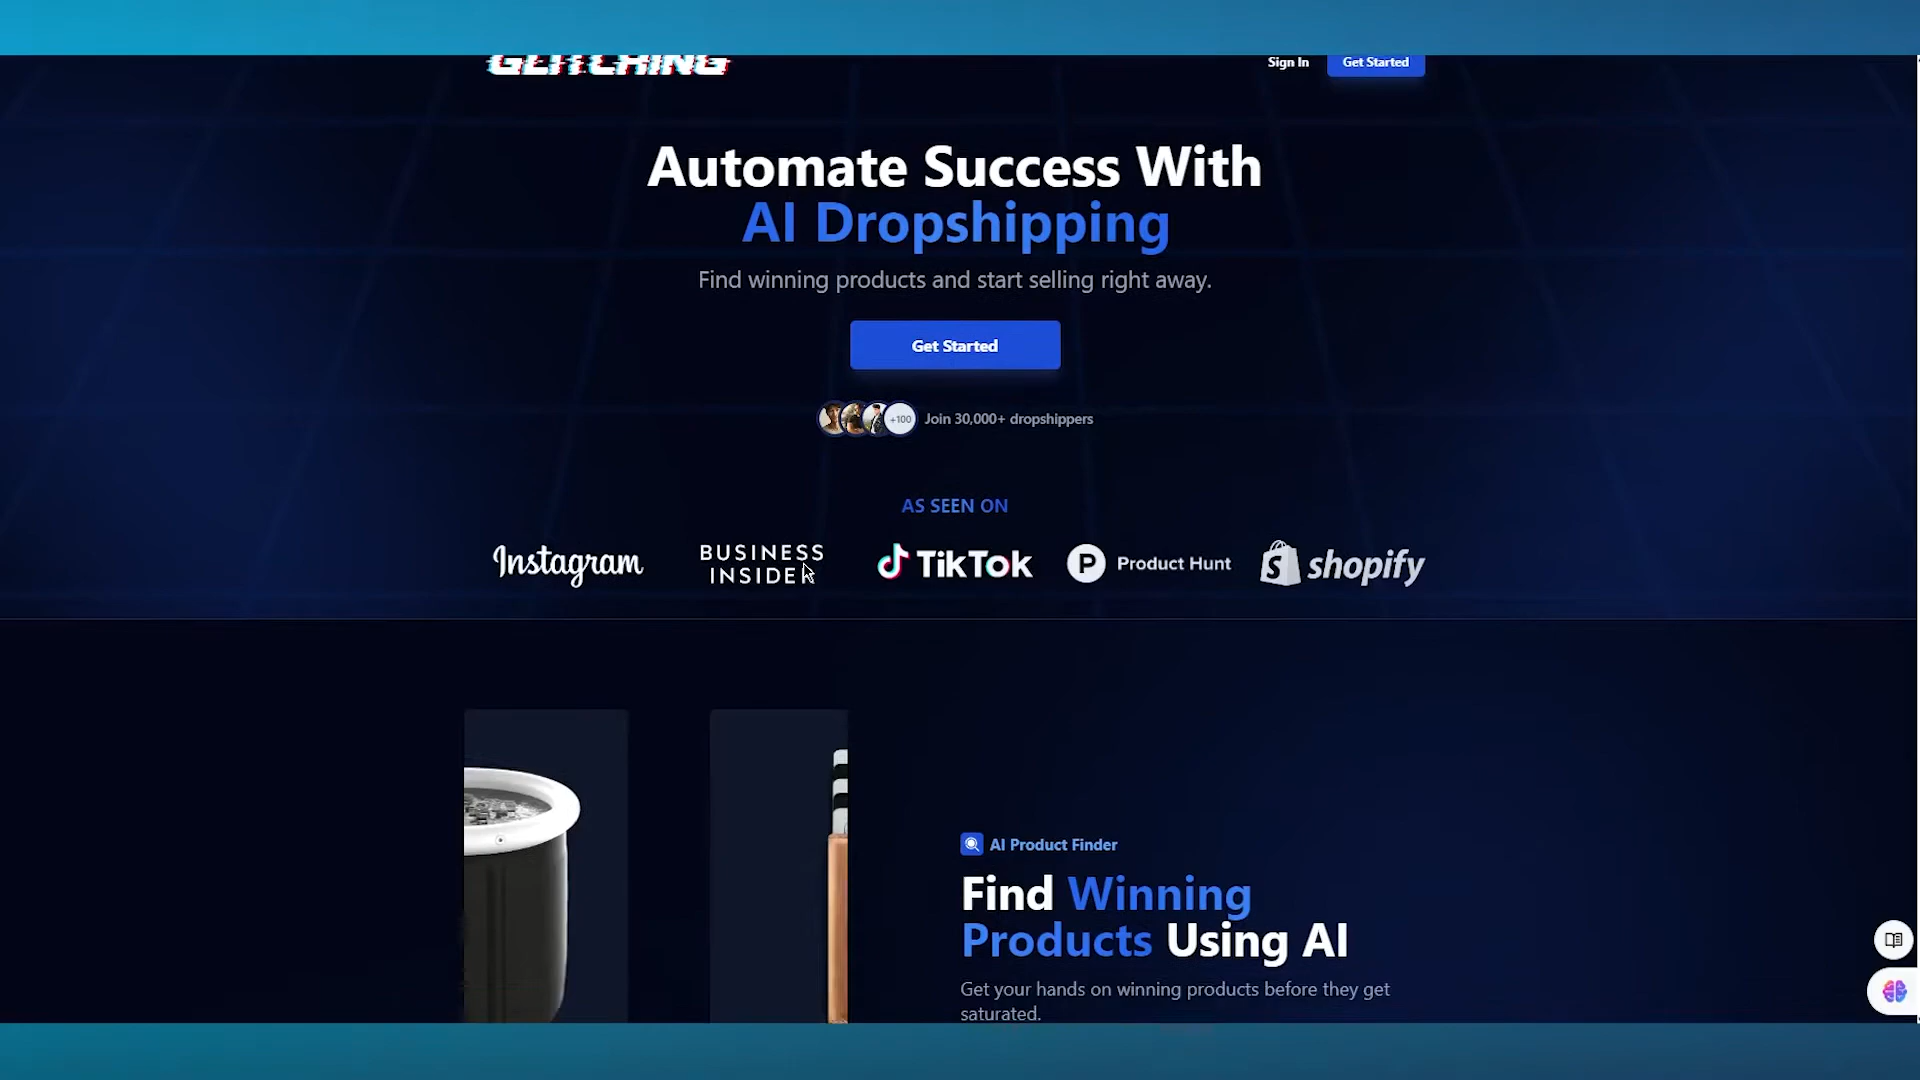 GLITCHING
Sign In
Get Started
Automate Success With
AI Dropshipping
Find winning products and start selling right away.
Get Started
+100
Join 30,000+ dropshippers
AS SEEN ON
Instagram
BUSINESS
INSIDER
TikTok
P
Product Hunt
S
shopify
AI Product Finder
Find Winning
Products Using AI
Get your hands on winning products before they get
saturated.